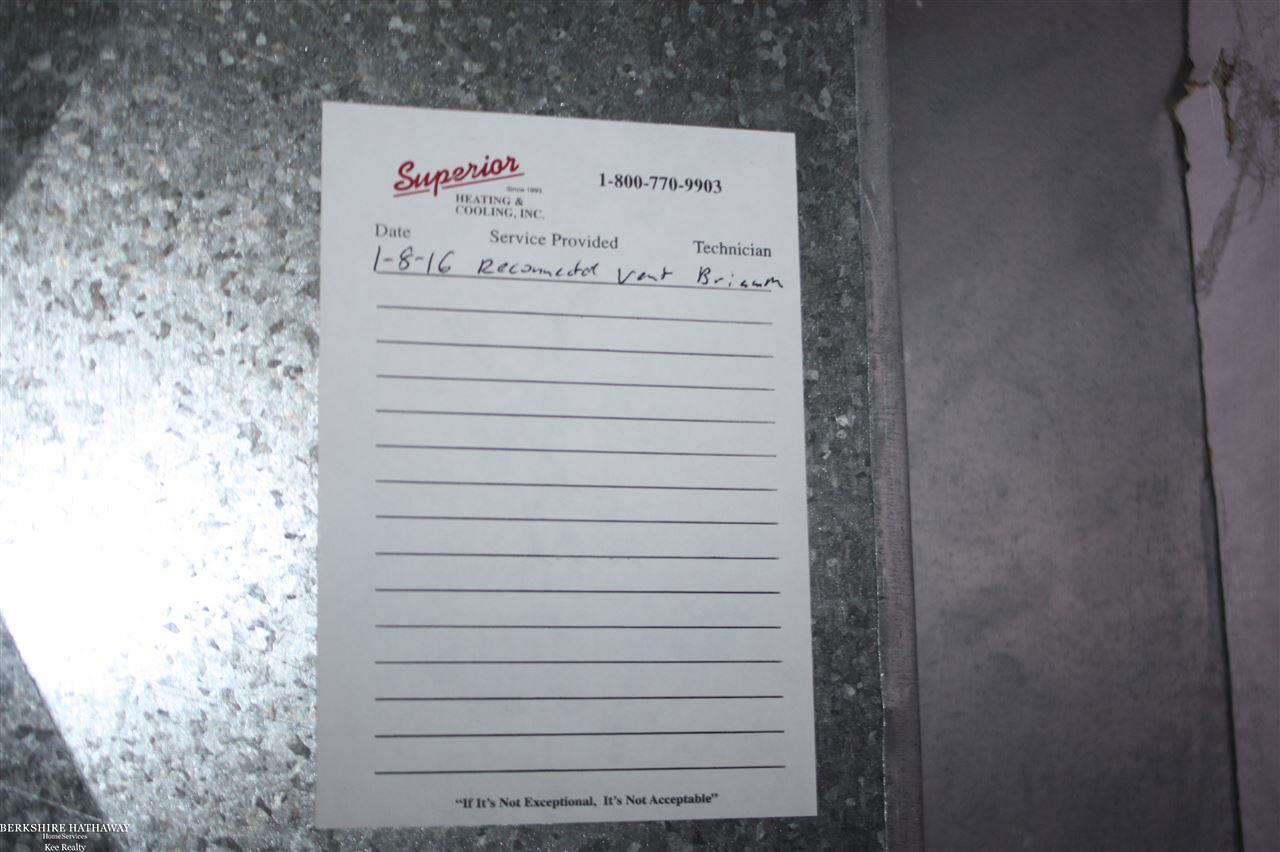 Superior
Since 1993
HEATING &
COOLING, INC.
1-800-770-9903
Date Service Provided Technician
1-8-16 Reconnected vent
"If It's Not Exceptional, It's Not Acceptable"
BERKSHIRE HATHAWAY
HomeServices
Kee Realty